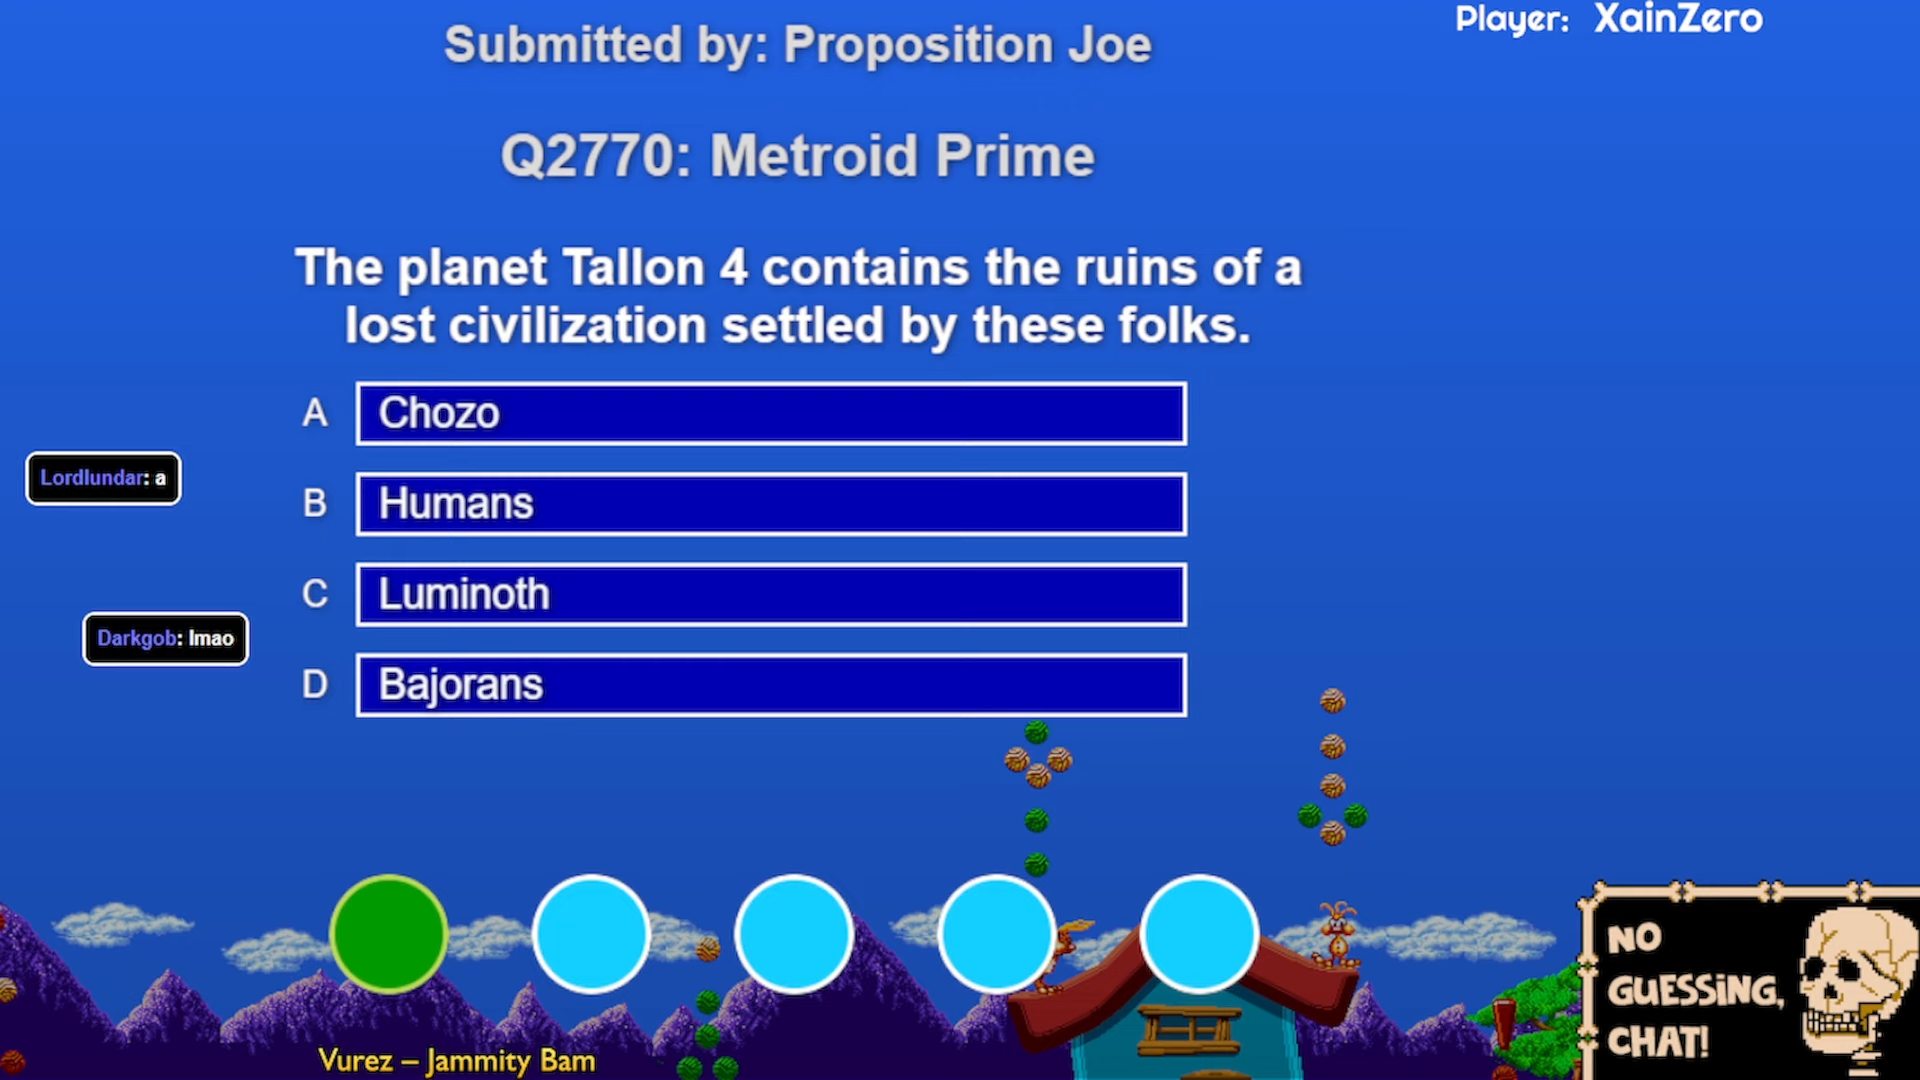 Player: XainZero
Submitted by: Proposition Joe
Q2770: Metroid Prime
The planet Tallon 4 contains the ruins of a
lost civilization settled by these folks.
A Chozo
Lordlundar: a
B Humans
C Luminoth
Darkgob: lmao
D Bajorans
NO
GUESSING,
CHAT!
Vurez – Jammity Bam